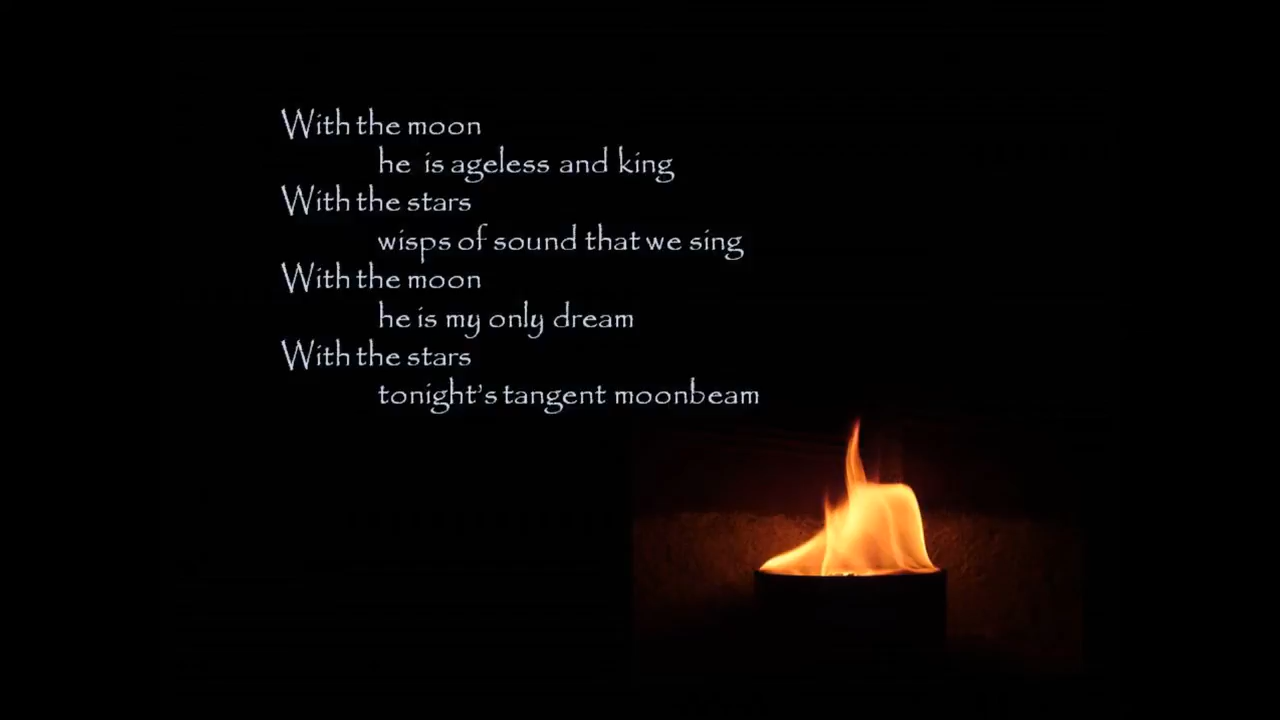 With the moon
he is ageless and king
With the stars
wisps of sound that we sing
With the moon
he is my only dream
With the stars
tonight's tangent moonbeam